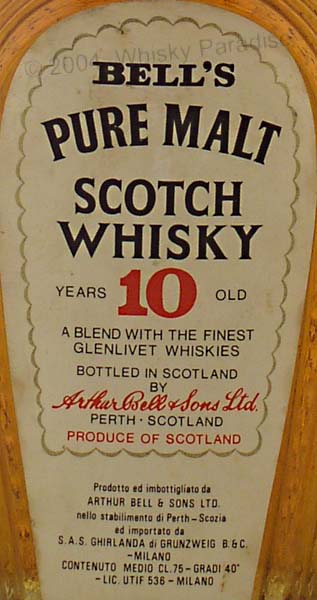 © 2004 Whisky Paradise
BELL'S
PURE MALT
SCOTCH
WHISKY
YEARS 10 OLD
A BLEND WITH THE FINEST
GLENLIVET WHISKIES
BOTTLED IN SCOTLAND
BY
Arthur Bell & Sons Ltd.
PERTH · SCOTLAND
PRODUCE OF SCOTLAND
Prodotto ed imbottigliato da
ARTHUR BELL & SONS LTD.
nello stabilimento di Perth – Scozia
ed importato da
S.A.S. GHIRLANDA di GRUNZWEIG B.&C.
-MILANO
CONTENUTO MEDIO CL.75-GRADI 40°
-LIC. UTIF 536 – MILANO